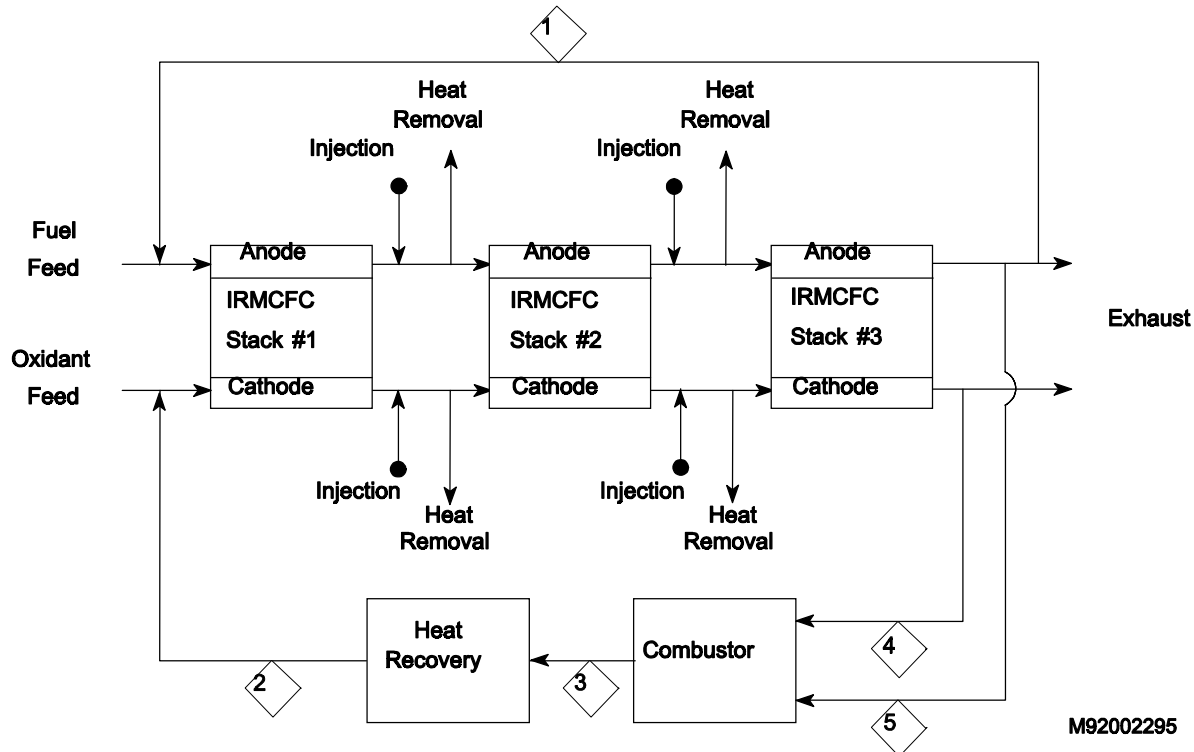 1
Heat
Removal
Heat
Removal
Injection
Injection
Fuel
Feed
Anode
Anode
Anode
IRMCFC
Stack #1
IRMCFC
Stack #2
IRMCFC
Stack #3
Exhaust
Oxidant
Feed
Cathode
Cathode
Cathode
Injection
Injection
Heat
Removal
Heat
Removal
Heat
Recovery
Combustor
4
2
3
5
M92002295